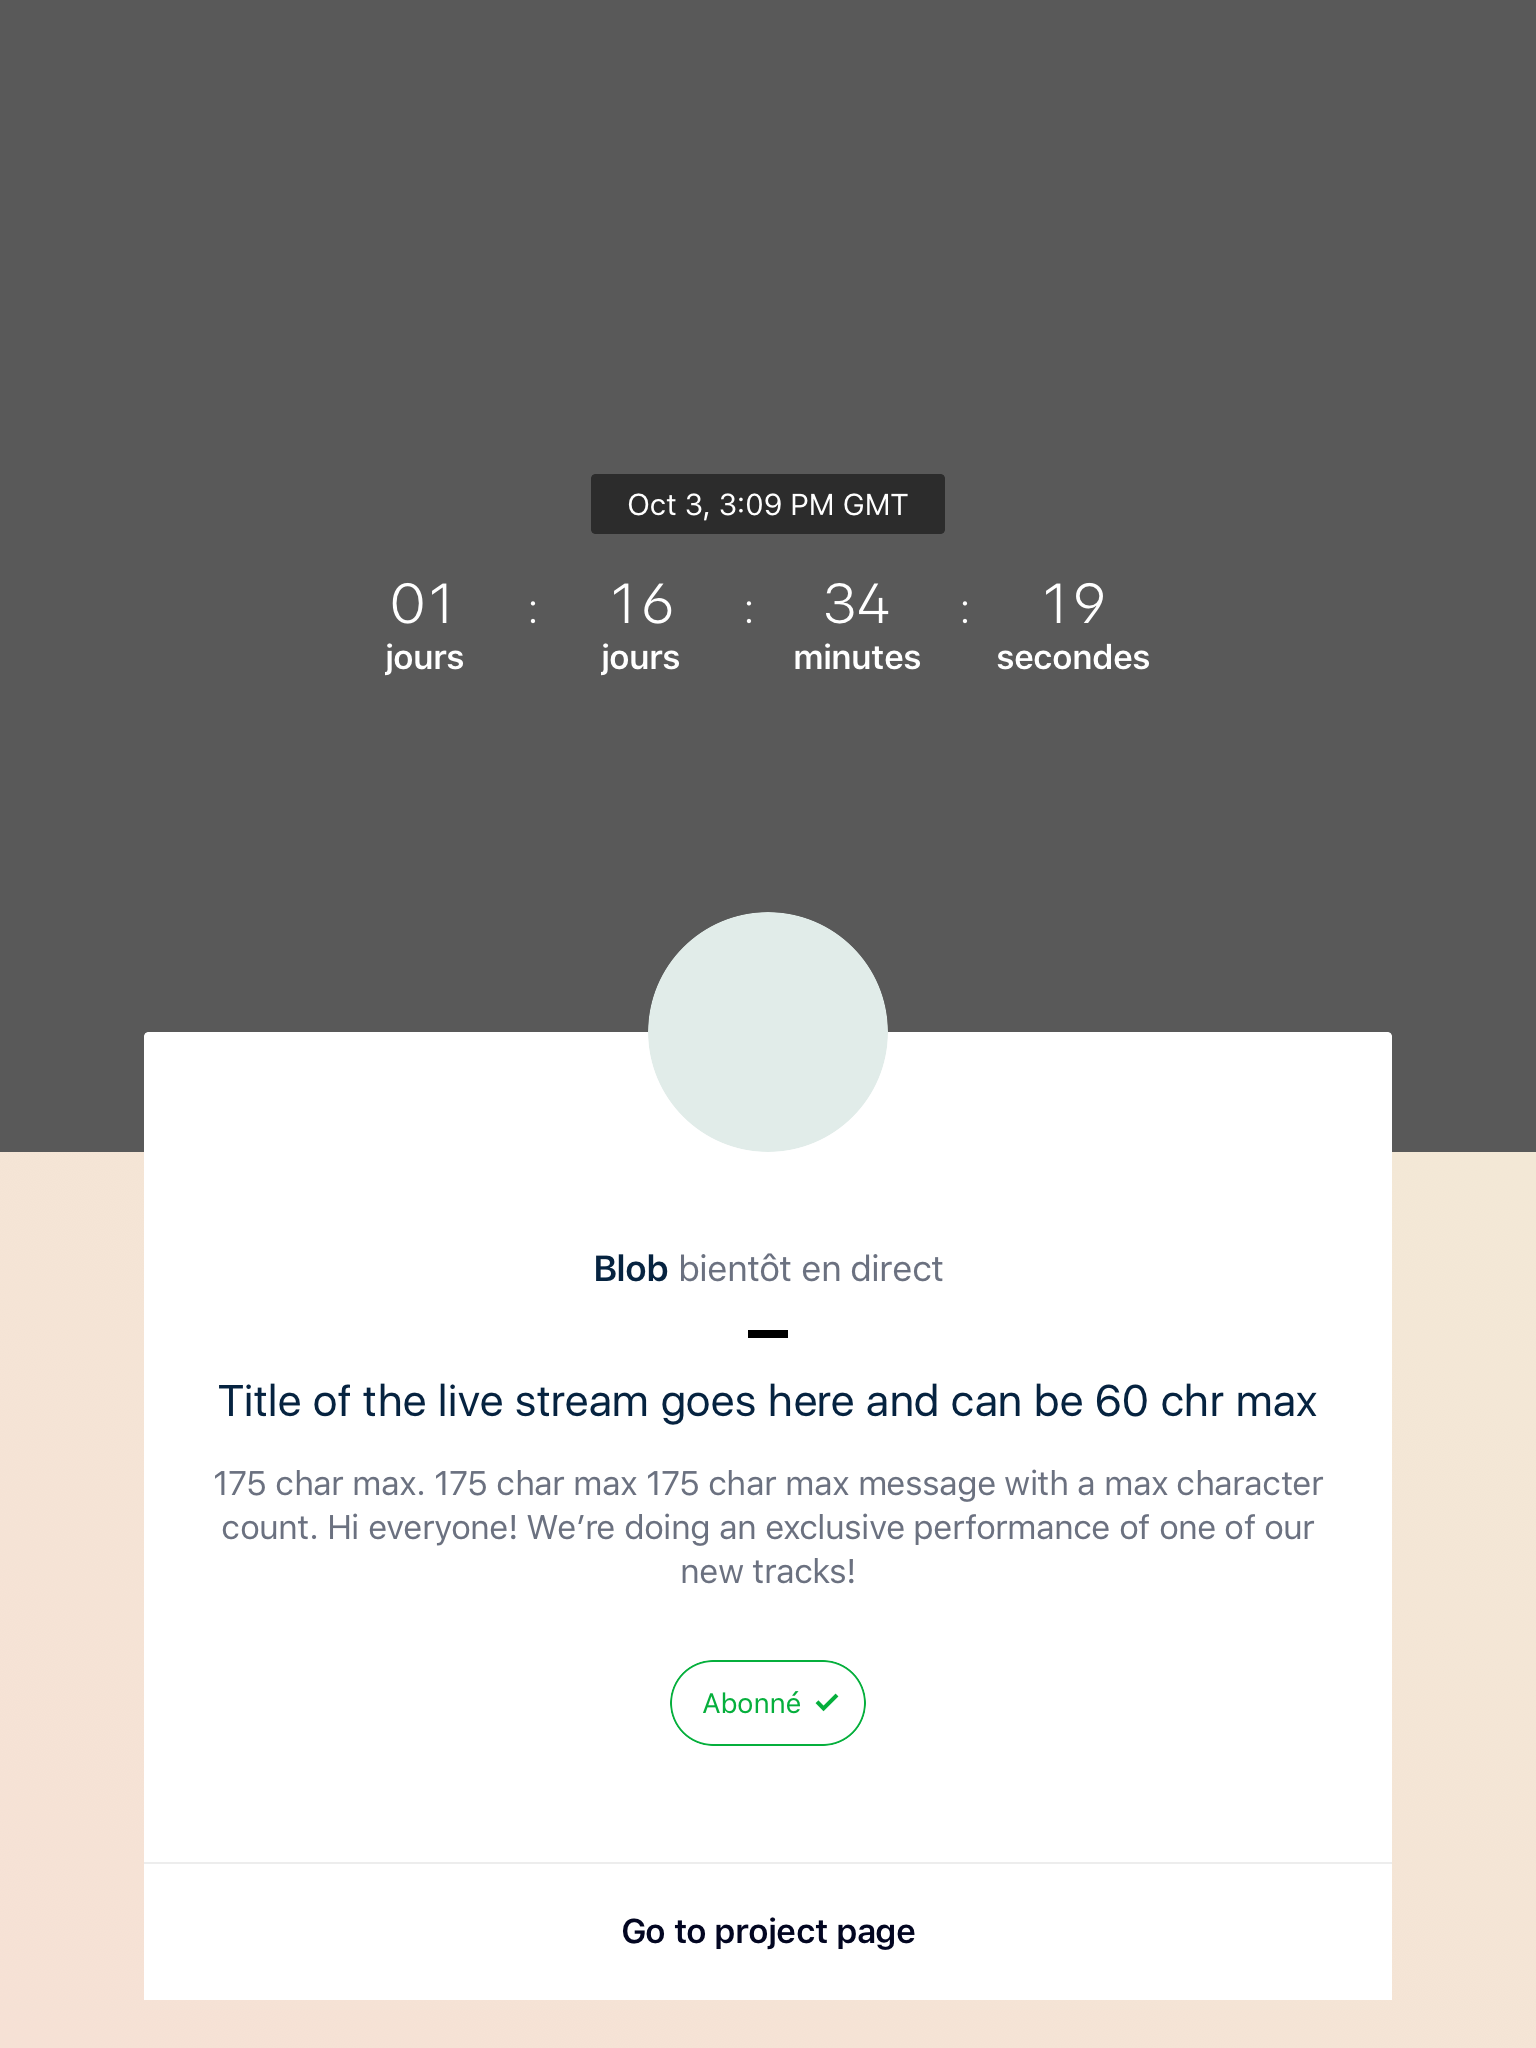 Oct 3, 3:09 PM GMT
01 : 16 : 34 : 19
jours jours minutes secondes
Blob bientôt en direct
Title of the live stream goes here and can be 60 chr max
175 char max. 175 char max 175 char max message with a max character
count. Hi everyone! We’re doing an exclusive performance of one of our
new tracks!
Abonné
Go to project page